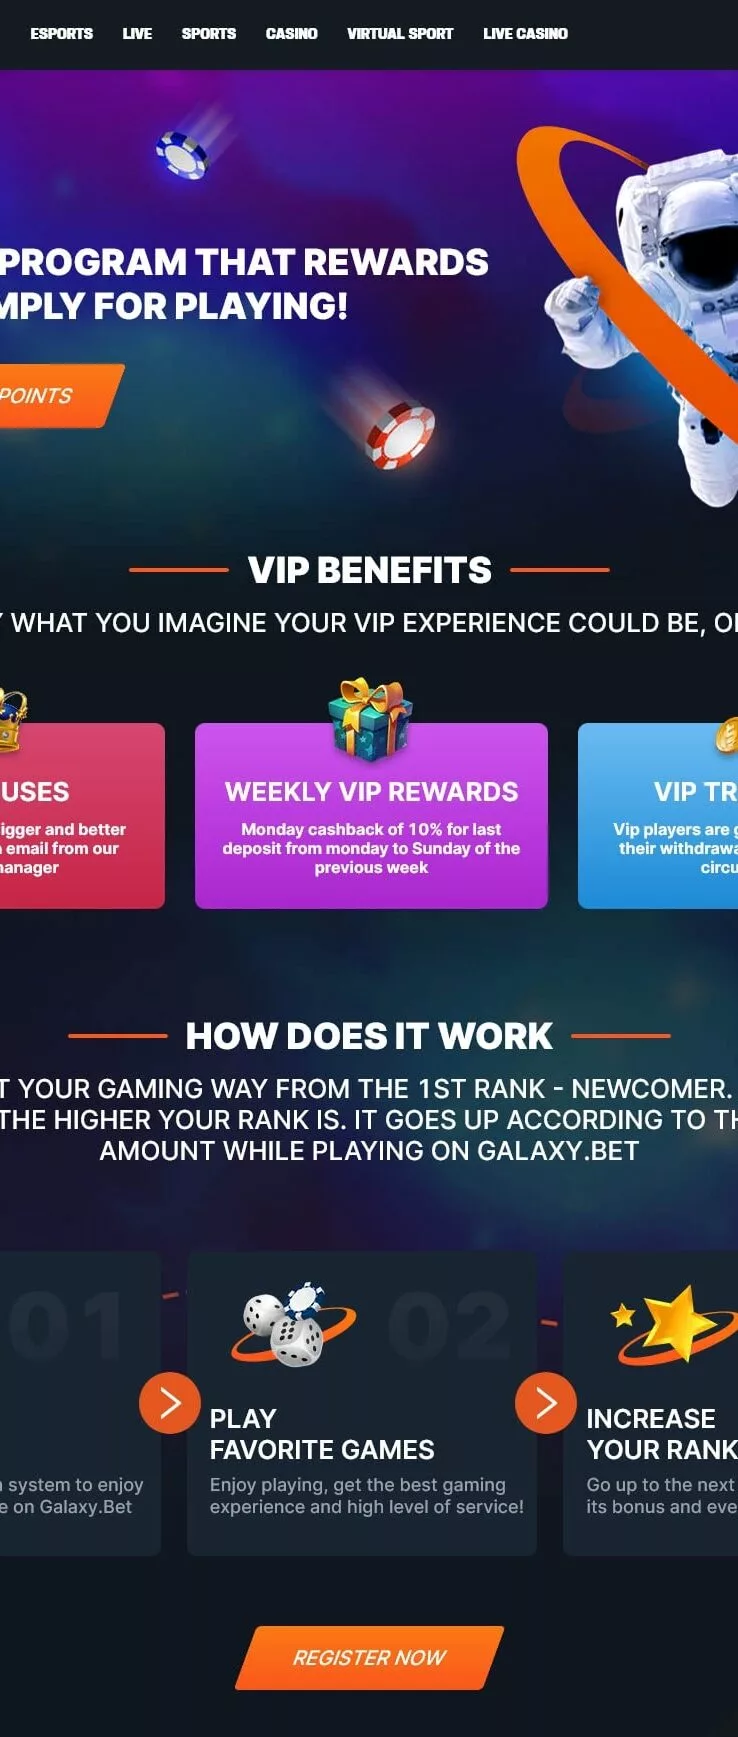 ESPORTS LIVE SPORTS CASINO VIRTUAL SPORT LIVE CASINO
PROGRAM THAT REWARDS
MPLY FOR PLAYING!
POINTS
VIP BENEFITS
WHAT YOU IMAGINE YOUR VIP EXPERIENCE COULD BE,
USES
igger and better
email from our
anager
WEEKLY VIP REWARDS
Monday cashback of 10% for last
deposit from monday to Sunday of the
previous week
VIP TR
Vip players are g
their withdrawa
circu
HOW DOES IT WORK
T YOUR GAMING WAY FROM THE 1ST RANK - NEWCOMER.
THE HIGHER YOUR RANK IS. IT GOES UP ACCORDING TO TH
AMOUNT WHILE PLAYING ON GALAXY.BET
01
system to enjoy
e on Galaxy.Bet
02
PLAY
FAVORITE GAMES
Enjoy playing, get the best gaming
experience and high level of service!
INCREASE
YOUR RANK
Go up to the next
its bonus and eve
REGISTER NOW